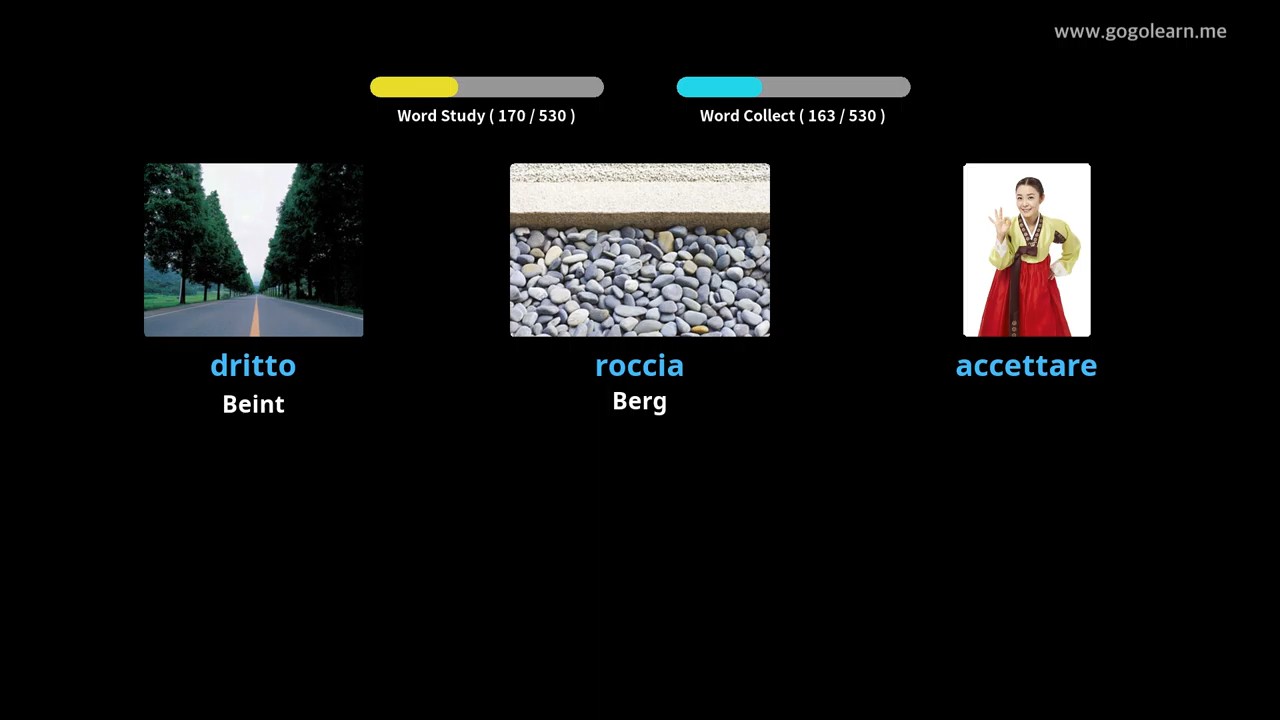 www.gogolearn.me
Word Study ( 170 / 530 )
Word Collect ( 163 / 530 )
dritto
Beint
roccia
Berg
accettare